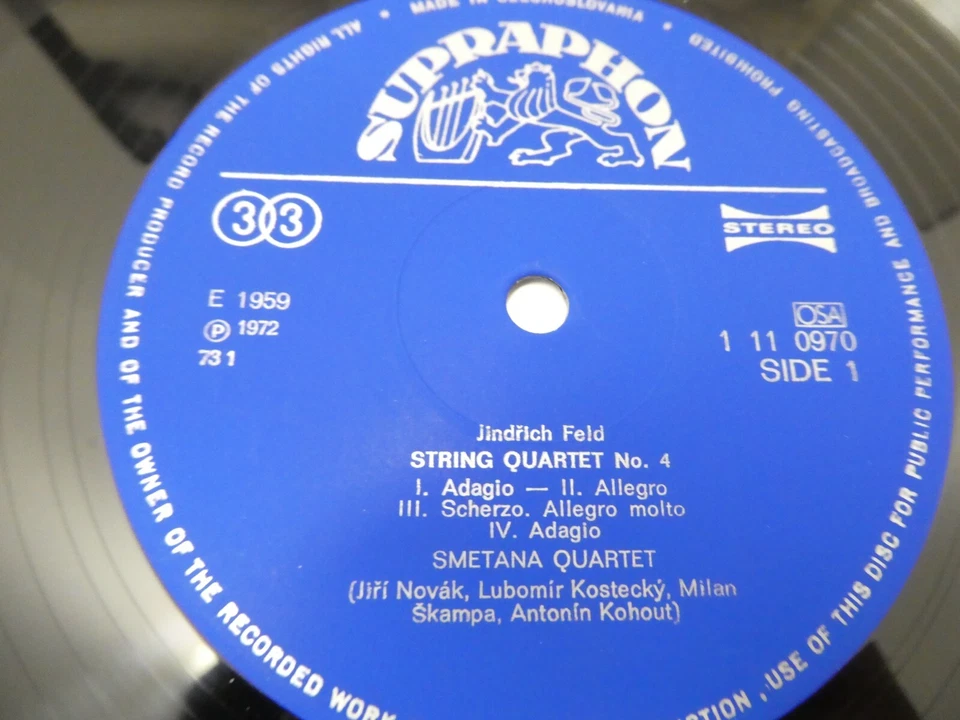 MADE IN CZECHOSLOVAKIA
ALL RIGHTS OF THE RECORD PRODUCER AND OF THE OWNER OF THE RECORDED WORK
, USE OF THIS DISC FOR PUBLIC PERFORMANCE AND BROADCASTING PROHIBITED
SUPRAPHON
33
STEREO
E 1959
Ⓟ 1972
73 1
OSA
1 11 0970
SIDE 1
Jindřich Feld
STRING QUARTET No. 4
I. Adagio — II. Allegro
III. Scherzo. Allegro molto
IV. Adagio
SMETANA QUARTET
(Jiří Novák, Lubomír Kostecký, Milan
Škampa, Antonín Kohout)